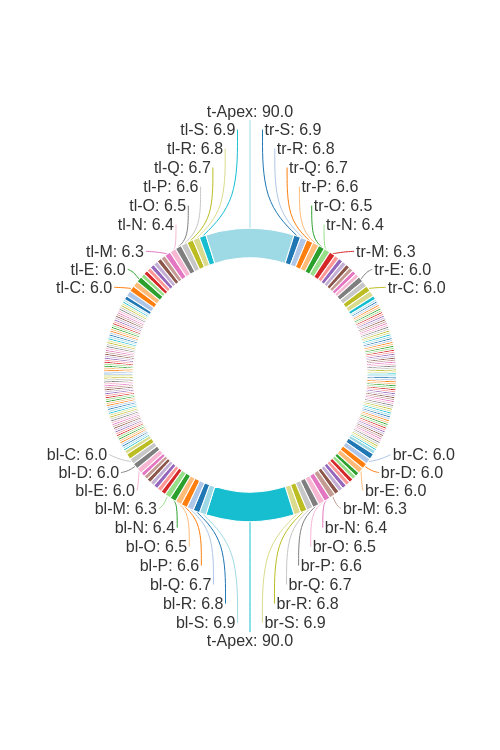 t-Apex: 90.0
tl-S: 6.9 tr-S: 6.9
tl-R: 6.8 tr-R: 6.8
tl-Q: 6.7 tr-Q: 6.7
tl-P: 6.6 tr-P: 6.6
tl-O: 6.5 tr-O: 6.5
tl-N: 6.4 tr-N: 6.4
tl-M: 6.3 tr-M: 6.3
tl-E: 6.0 tr-E: 6.0
tl-C: 6.0 tr-C: 6.0
bl-C: 6.0 br-C: 6.0
bl-D: 6.0 br-D: 6.0
bl-E: 6.0 br-E: 6.0
bl-M: 6.3 br-M: 6.3
bl-N: 6.4 br-N: 6.4
bl-O: 6.5 br-O: 6.5
bl-P: 6.6 br-P: 6.6
bl-Q: 6.7 br-Q: 6.7
bl-R: 6.8 br-R: 6.8
bl-S: 6.9 br-S: 6.9
t-Apex: 90.0